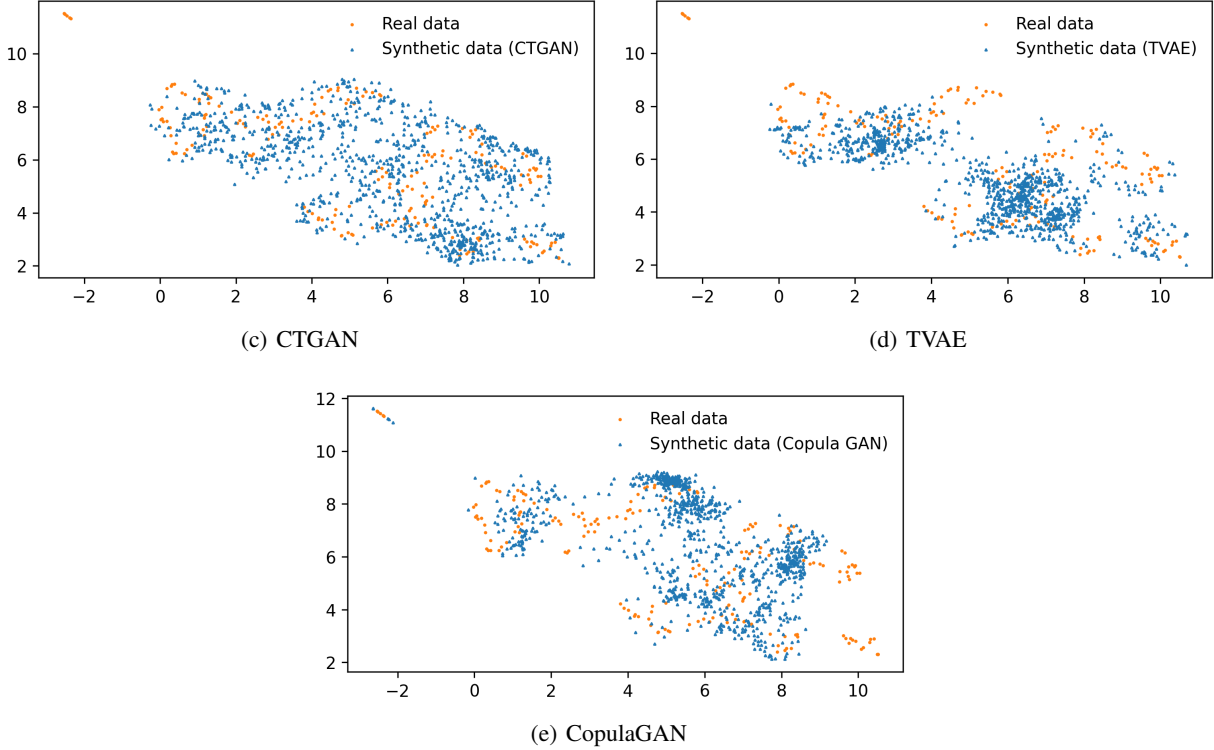 Real data
Synthetic data (CTGAN)
10
8
6
4
2
−2 0 2 4 6 8 10
(c) CTGAN
Real data
Synthetic data (TVAE)
10
8
6
4
2
−2 0 2 4 6 8 10
(d) TVAE
Real data
Synthetic data (Copula GAN)
12
10
8
6
4
2
−2 0 2 4 6 8 10
(e) CopulaGAN